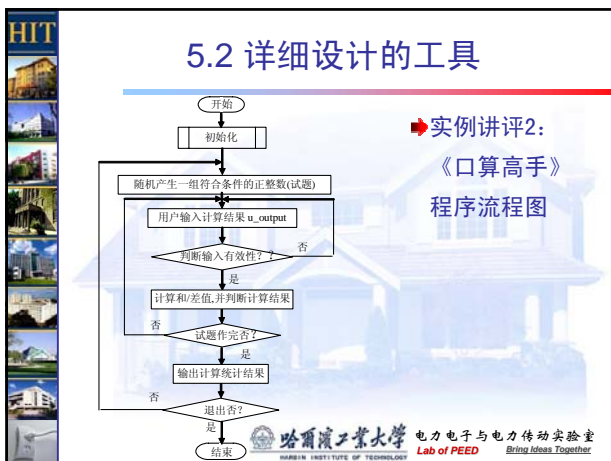 HIT
5.2 详细设计的工具
开始
初始化
随机产生一组符合条件的正整数(试题)
用户输入计算结果 u_output
判断输入有效性？？
否
是
计算和/差值,并判断计算结果
否
试题作完否？
是
输出计算统计结果
否
退出否？
是
结束
实例讲评2：
《口算高手》
程序流程图
哈尔滨工业大学
HARBIN INSTITUTE OF TECHNOLOGY
电力电子与电力传动实验室
Lab of PEED
Bring Ideas Together